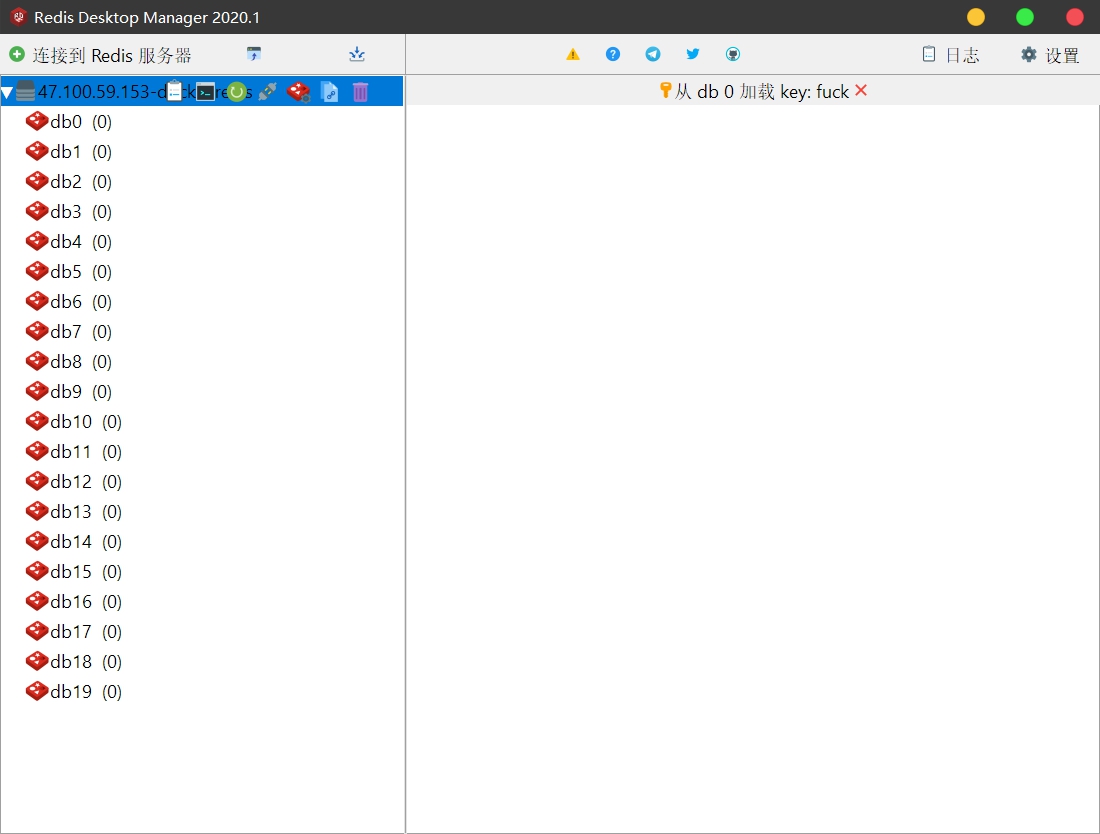 Redis Desktop Manager 2020.1
连接到 Redis 服务器
日志
设置
47.100.59.153-
从 db 0 加载 key: fuck
db0 (0)
db1 (0)
db2 (0)
db3 (0)
db4 (0)
db5 (0)
db6 (0)
db7 (0)
db8 (0)
db9 (0)
db10 (0)
db11 (0)
db12 (0)
db13 (0)
db14 (0)
db15 (0)
db16 (0)
db17 (0)
db18 (0)
db19 (0)